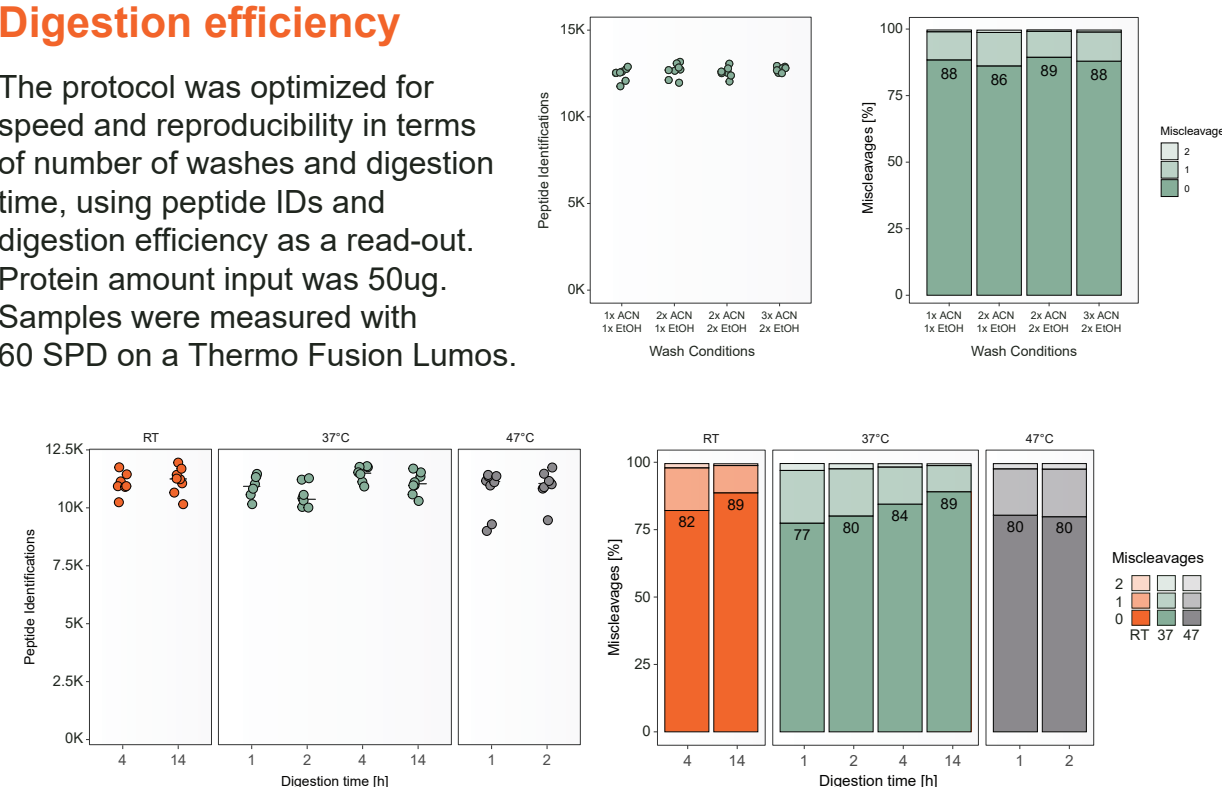 Digestion efficiency
The protocol was optimized for
speed and reproducibility in terms
of number of washes and digestion
time, using peptide IDs and
digestion efficiency as a read-out.
Protein amount input was 50ug.
Samples were measured with
60 SPD on a Thermo Fusion Lumos.
Peptide Identifications
15K
10K
5K
0K
1x ACN 2x ACN 2x ACN 3x ACN
1x EtOH 1x EtOH 2x EtOH 2x EtOH
Wash Conditions
Miscleavages [%]
100
75
50
25
0
88 86 89 88
1x ACN 2x ACN 2x ACN 3x ACN
1x EtOH 1x EtOH 2x EtOH 2x EtOH
Wash Conditions
Miscleavage
2
1
0
RT 37°C 47°C
Peptide Identifications
12.5K
10K
7.5K
5K
2.5K
0K
4 14 1 2 4 14 1 2
Digestion time [h]
RT 37°C 47°C
Miscleavages [%]
100
75
50
25
0
82 89 77 80 84 89 80 80
4 14 1 2 4 14 1 2
Digestion time [h]
Miscleavages
2
1
0
RT 37 47